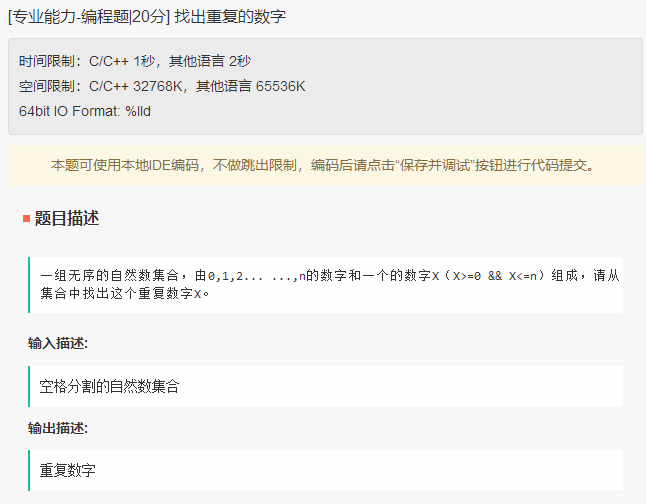 [专业能力-编程题|20分] 找出重复的数字
时间限制：C/C++ 1秒，其他语言 2秒
空间限制：C/C++ 32768K，其他语言 65536K
64bit IO Format: %lld
本题可使用本地IDE编码，不做跳出限制，编码后请点击“保存并调试”按钮进行代码提交。
题目描述
一组无序的自然数集合，由0,1,2... ...,n的数字和一个的数字X（X>=0 && X<=n）组成，请从
集合中找出这个重复数字X。
输入描述:
空格分割的自然数集合
输出描述:
重复数字